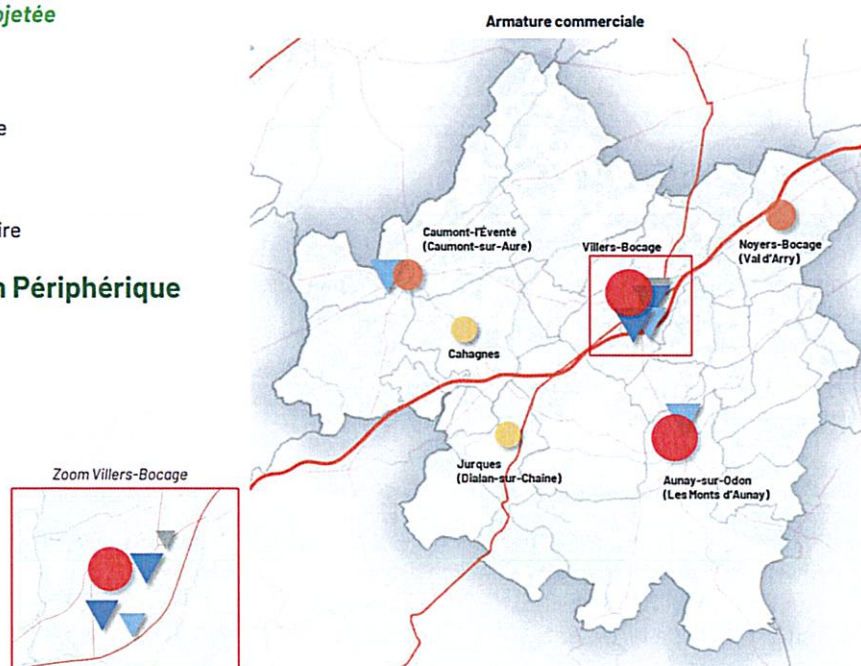 ojetée
Armature commerciale
e
ire
n Périphérique
Caumont-l'Éventé
(Caumont-sur-Aure)
Villers-Bocage
Noyers-Bocage
(Val d'Arry)
Cahagnes
Jurques
(Dialan-sur-Chaîne)
Aunay-sur-Odon
(Les Monts d'Aunay)
Zoom Villers-Bocage